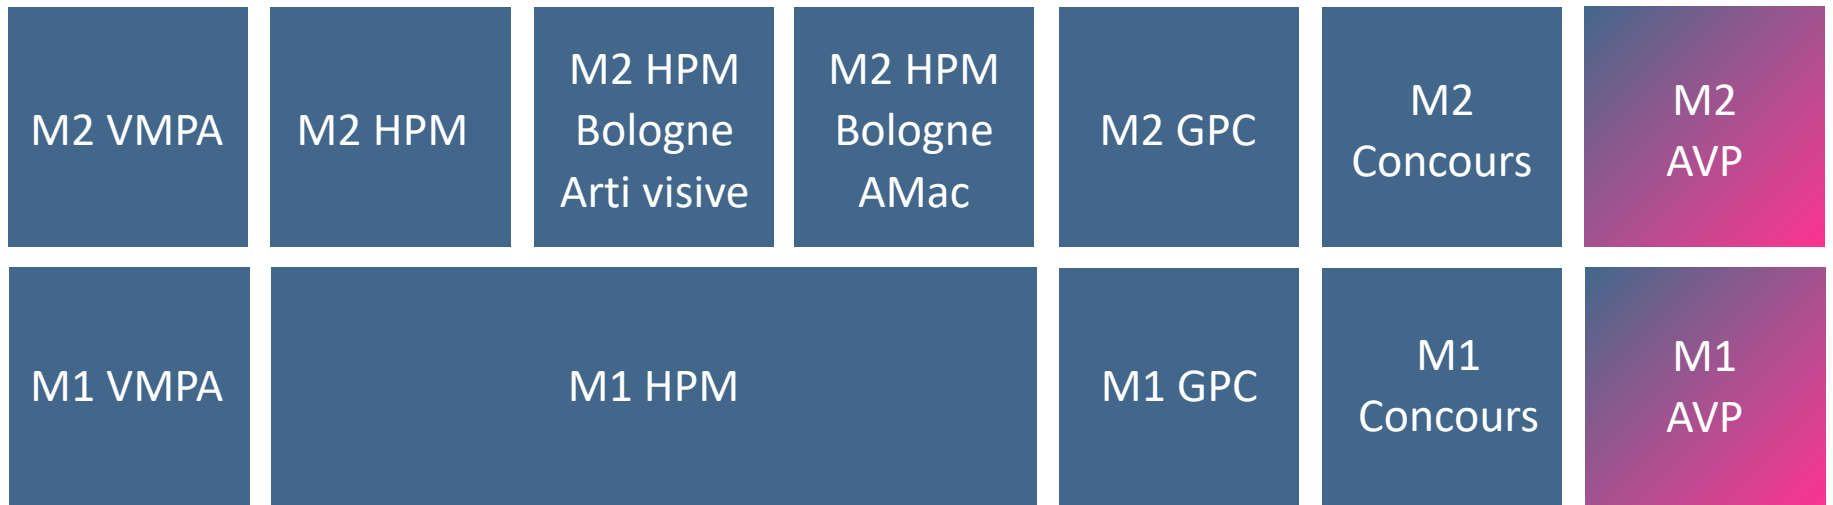 M2 VMPA
M2 HPM
M2 HPM
Bologne
Arti visive
M2 HPM
Bologne
AMac
M2 GPC
M2
Concours
M2
AVP
M1 VMPA
M1 HPM
M1 GPC
M1
Concours
M1
AVP